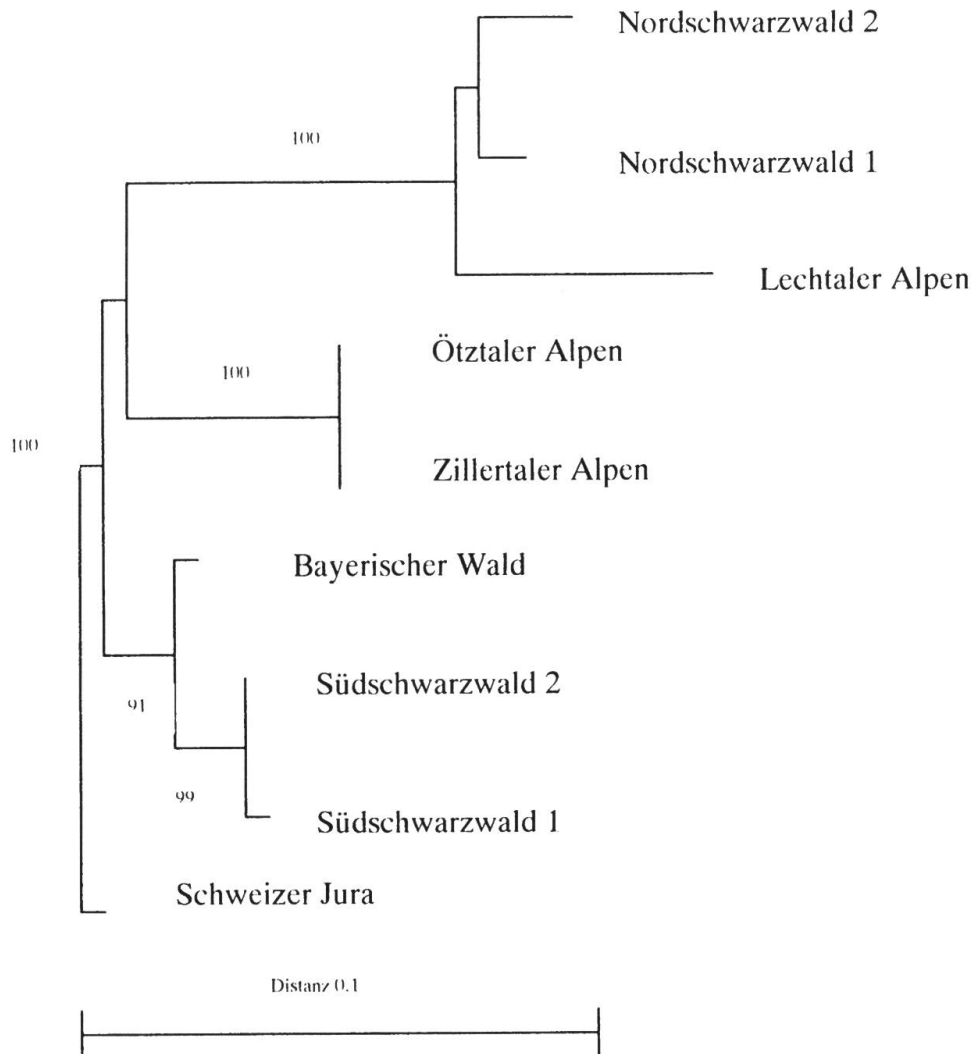 Nordschwarzwald 2
100
Nordschwarzwald 1
Lechtaler Alpen
Ötztaler Alpen
100
100
Zillertaler Alpen
Bayerischer Wald
Südschwarzwald 2
91
99
Südschwarzwald 1
Schweizer Jura
Distanz 0.1